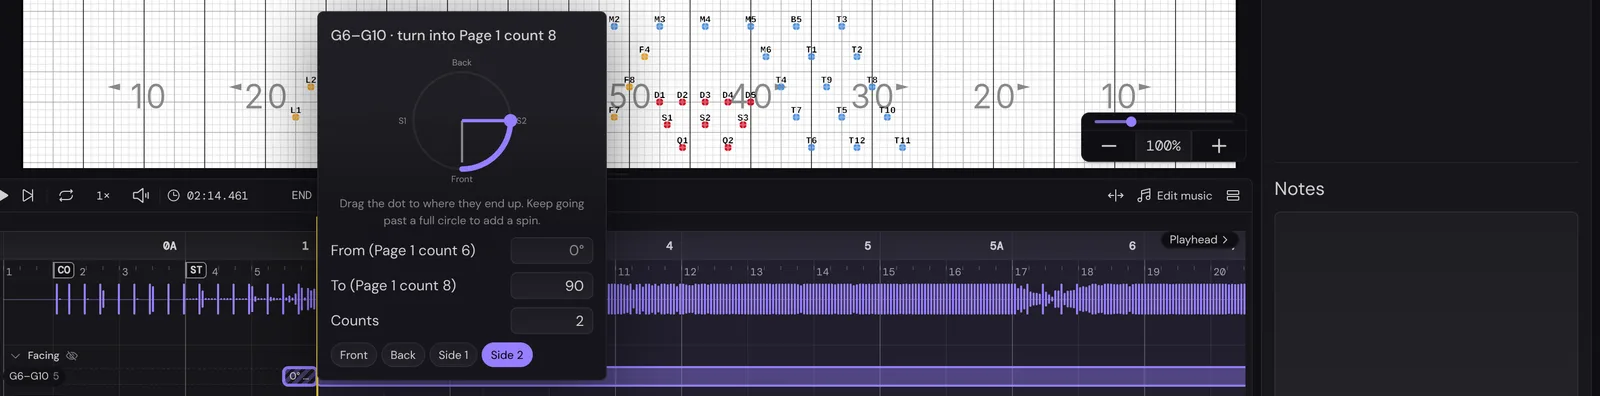 G6–G10 · turn into Page 1 count 8
Back
S1
S2
Front
Drag the dot to where they end up. Keep going
past a full circle to add a spin.
From (Page 1 count 6) 0°
To (Page 1 count 8) 90
Counts 2
Front Back Side 1 Side 2
M2 M3 M4 M5 B5 T3
F4 M6 T1 T2
L2 F8 T4 T9 T8
10 20 50 40 30 20 10
D1 D2 D3 D4 D5
L1 F7 T7 T5 T10
S1 S2 S3
Q1 Q2 T6 T12 T11
100%
1× 02:14.461 END
Edit music
0A 1 4 5 5A 6
Playhead
1 CO 2 3 ST 4 5 11 12 13 14 15 16 17 18 19 20
Facing
G6–G10 5
0°
Notes